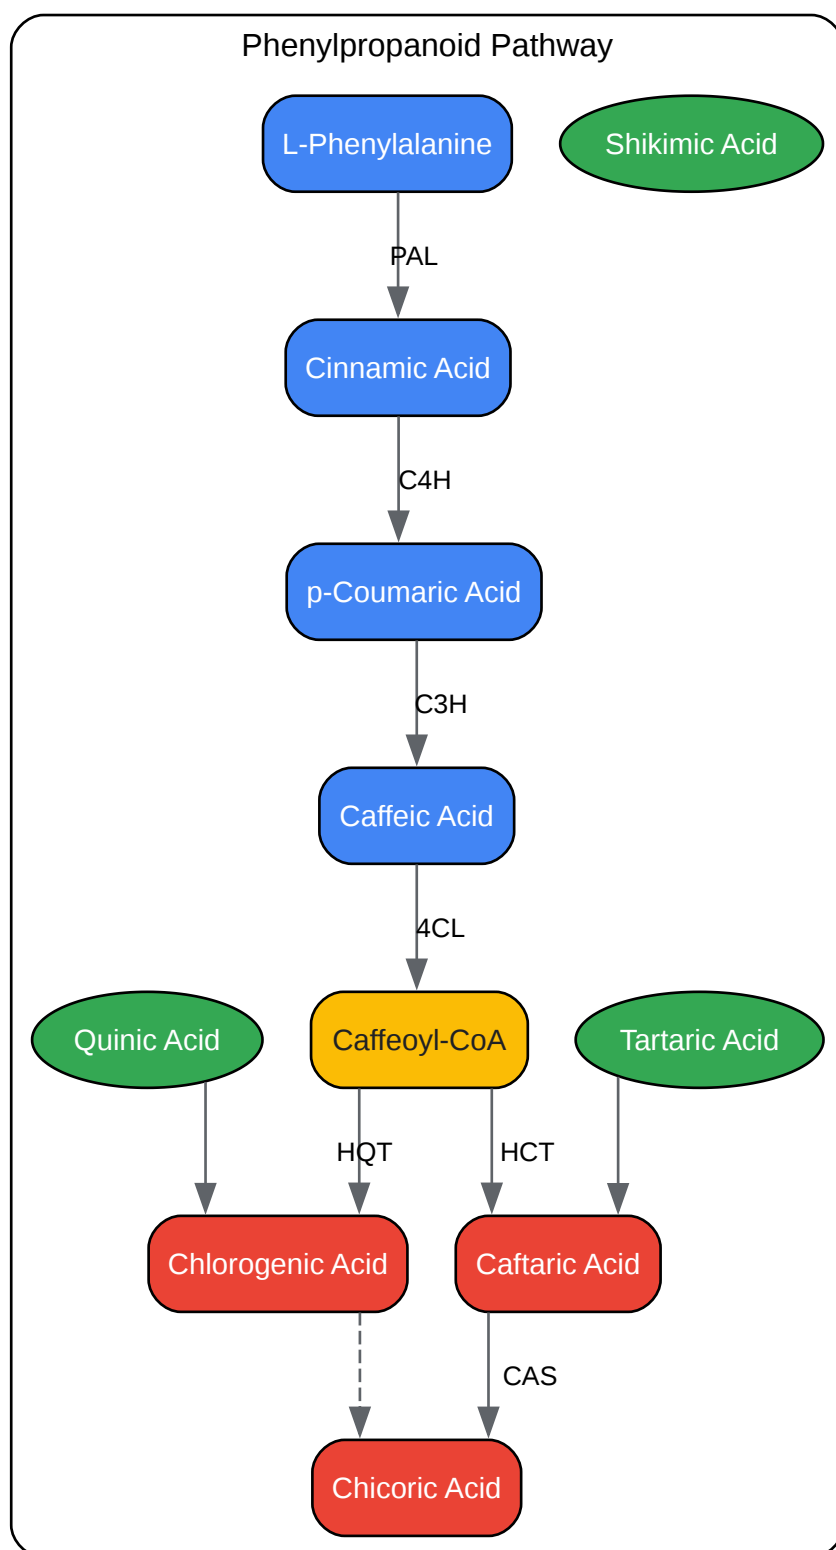 Phenylpropanoid Pathway
L-Phenylalanine
Shikimic Acid
PAL
Cinnamic Acid
C4H
p-Coumaric Acid
C3H
Caffeic Acid
4CL
Quinic Acid
Caffeoyl-CoA
Tartaric Acid
HQT
HCT
Chlorogenic Acid
Caftaric Acid
CAS
Chicoric Acid